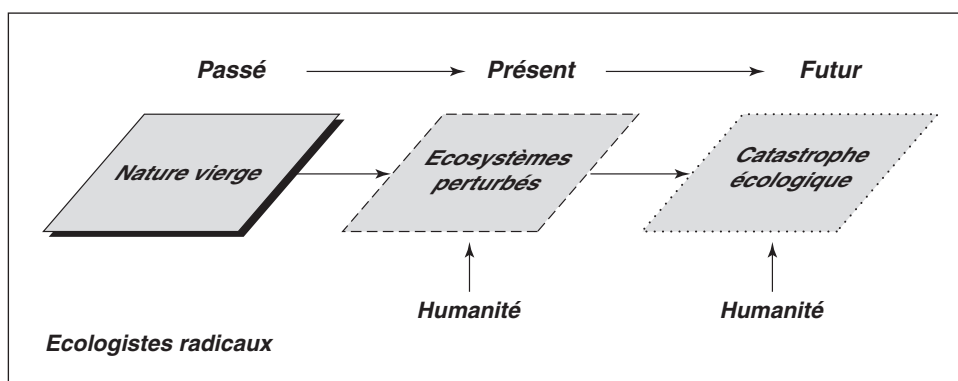 Passé Présent Futur
Nature vierge
Ecosystèmes
perturbés
Catastrophe
écologique
Humanité Humanité
Ecologistes radicaux